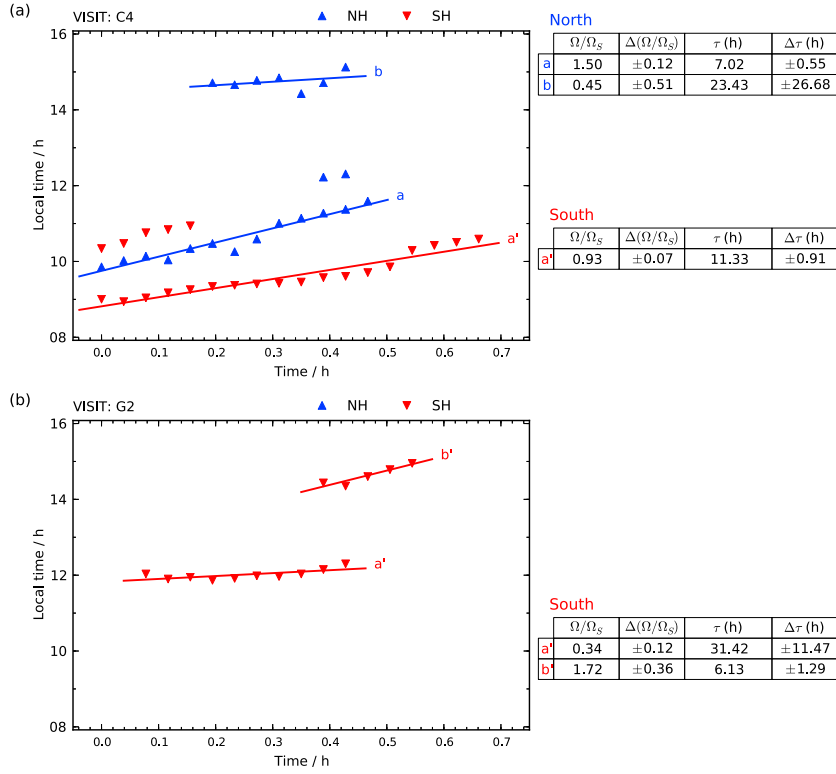 (a)
VISIT: C4 NH SH
16
14
12
10
08
Local time / h
0.0 0.1 0.2 0.3 0.4 0.5 0.6 0.7
Time / h
b
a
a'
North
Ω/Ω_S Δ(Ω/Ω_S) τ (h) Δτ (h)
a 1.50 ±0.12 7.02 ±0.55
b 0.45 ±0.51 23.43 ±26.68
South
Ω/Ω_S Δ(Ω/Ω_S) τ (h) Δτ (h)
a' 0.93 ±0.07 11.33 ±0.91
(b)
VISIT: G2 NH SH
16
14
12
10
08
Local time / h
0.0 0.1 0.2 0.3 0.4 0.5 0.6 0.7
Time / h
b'
a'
South
Ω/Ω_S Δ(Ω/Ω_S) τ (h) Δτ (h)
a' 0.34 ±0.12 31.42 ±11.47
b' 1.72 ±0.36 6.13 ±1.29